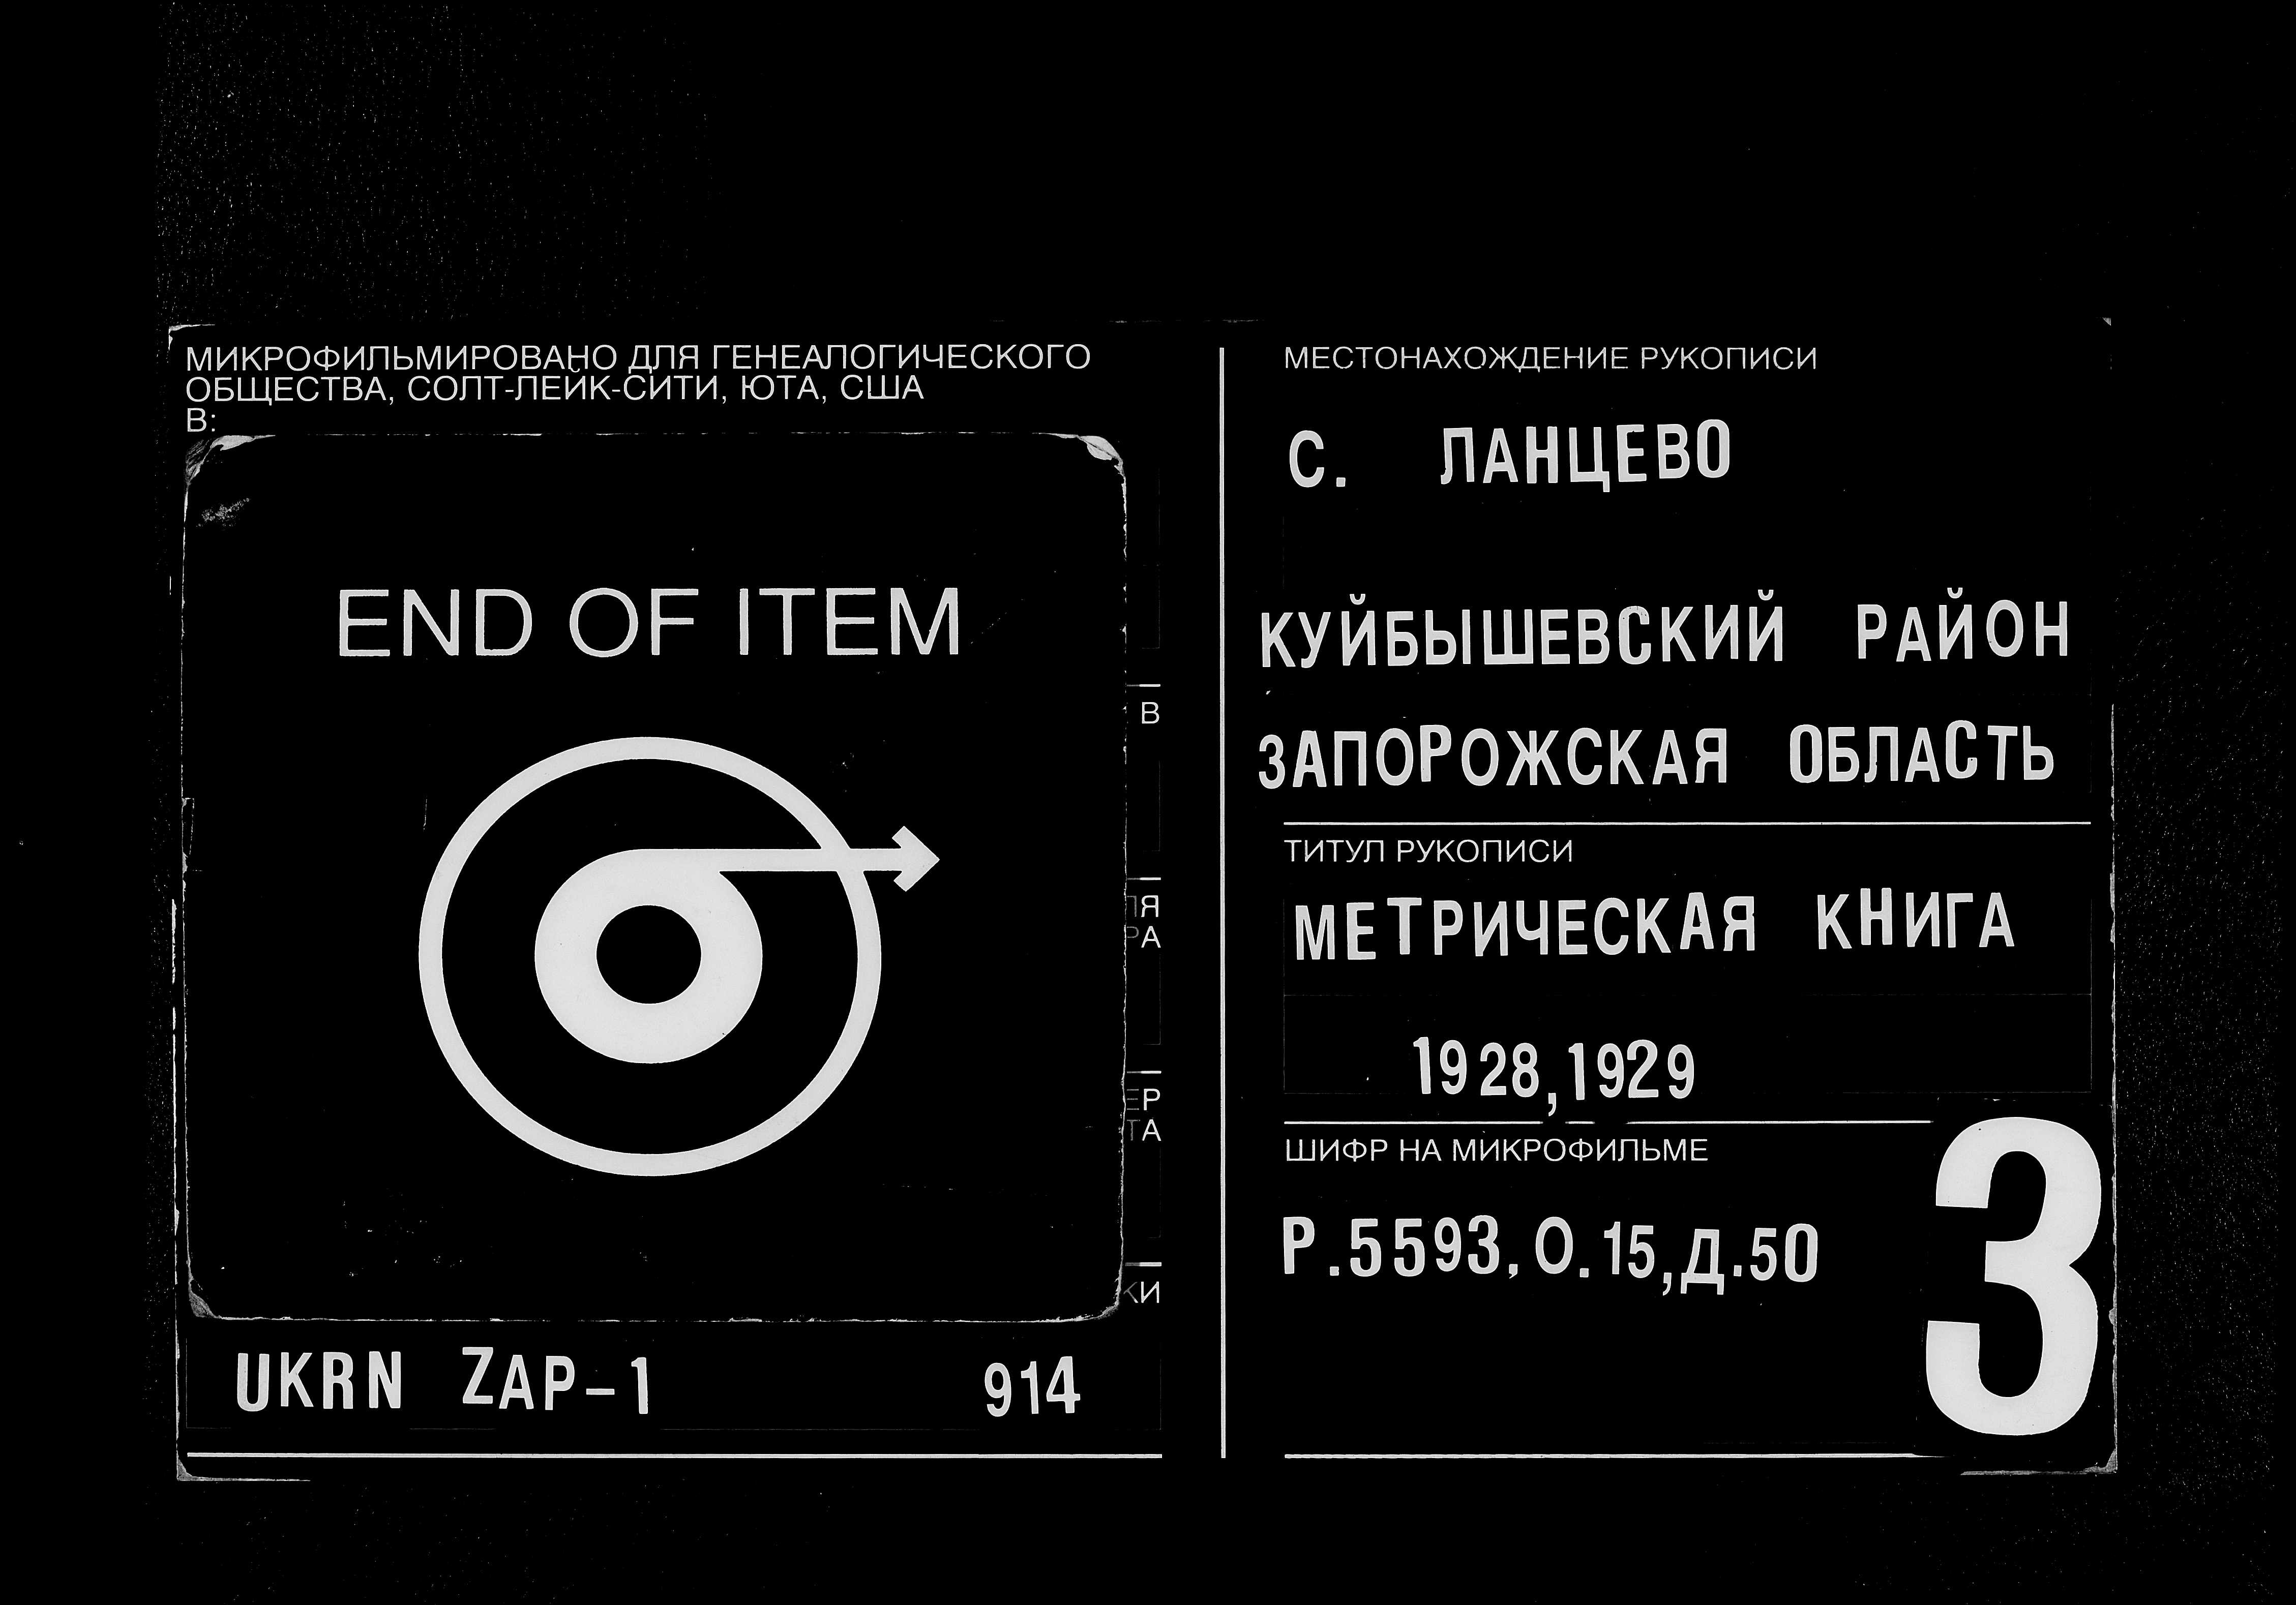 МИКРОФИЛЬМИРОВАНО ДЛЯ ГЕНЕАЛОГИЧЕСКОГО
ОБЩЕСТВА, СОЛТ-ЛЕЙК-СИТИ, ЮТА, США
В:
END OF ITEM
UKRN ZAP-1 914
МЕСТОНАХОЖДЕНИЕ РУКОПИСИ
С. ЛАНЦЕВО
КУЙБЫШЕВСКИЙ РАЙОН
ЗАПОРОЖСКАЯ ОБЛАСТЬ
ТИТУЛ РУКОПИСИ
МЕТРИЧЕСКАЯ КНИГА
1928,1929
ШИФР НА МИКРОФИЛЬМЕ
Р.5593,О.15,Д.50
3